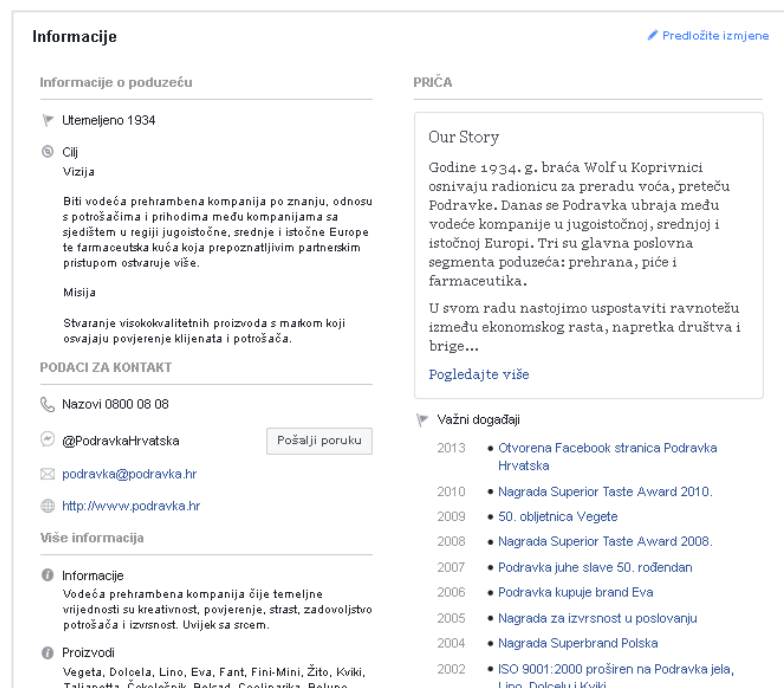 Informacije
Predložite izmjene
Informacije o poduzeću
Utemeljeno 1934
Cilj
Vizija
Biti vodeća prehrambena kompanija po znanju, odnosu
s potrošačima i prihodima među kompanijama sa
sjedištem u regiji jugoistočne, srednje i istočne Europe
te farmaceutska kuća koja prepoznatljivim partnerskim
pristupom ostvaruje više.
Misija
Stvaranje visokokvalitetnih proizvoda s markom koji
osvajaju povjerenje klijenata i potrošača.
PODACI ZA KONTAKT
Nazovi 0800 08 08
@PodravkaHrvatska
Pošalji poruku
podravka@podravka.hr
http://www.podravka.hr
Više informacija
Informacije
Vodeća prehrambena kompanija čije temeljne
vrijednosti su kreativnost, povjerenje, strast, zadovoljstvo
potrošača i izvrsnost. Uvijek sa srcem.
Proizvodi
Vegeta, Dolcela, Lino, Eva, Fant, Fini-Mini, Žito, Kviki,
Talianetta, Čokolešnik, Belsad, Coolinarika, Belupo
PRIČA
Our Story
Godine 1934. g. braća Wolf u Koprivnici
osnivaju radionicu za preradu voća, preteču
Podravke. Danas se Podravka ubraja među
vodeće kompanije u jugoistočnoj, srednjoj i
istočnoj Europi. Tri su glavna poslovna
segmenta poduzeća: prehrana, piće i
farmaceutika.
U svom radu nastojimo uspostaviti ravnotežu
između ekonomskog rasta, napretka društva i
brige...
Pogledajte više
Važni događaji
2013 • Otvorena Facebook stranica Podravka
Hrvatska
2010 • Nagrada Superior Taste Award 2010.
2009 • 50. obljetnica Vegete
2008 • Nagrada Superior Taste Award 2008.
2007 • Podravka juhe slave 50. rođendan
2006 • Podravka kupuje brand Eva
2005 • Nagrada za izvrsnost u poslovanju
2004 • Nagrada Superbrand Polska
2002 • ISO 9001:2000 proširen na Podravka jela,
Lino, Dolcelu i Kviki